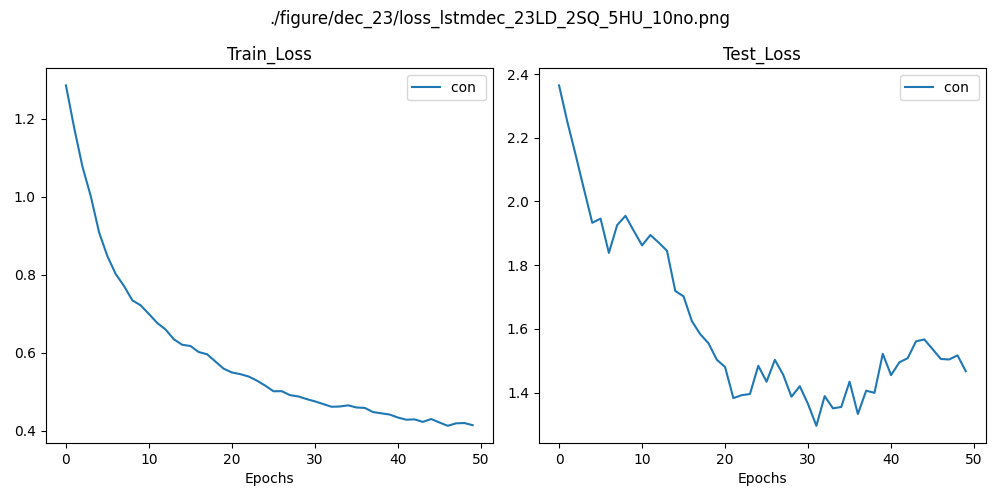 ./figure/dec_23/loss_lstmdec_23LD_2SQ_5HU_10no.png
Train_Loss
con
1.2
1.0
0.8
0.6
0.4
0 10 20 30 40 50
Epochs
Test_Loss
con
2.4
2.2
2.0
1.8
1.6
1.4
0 10 20 30 40 50
Epochs